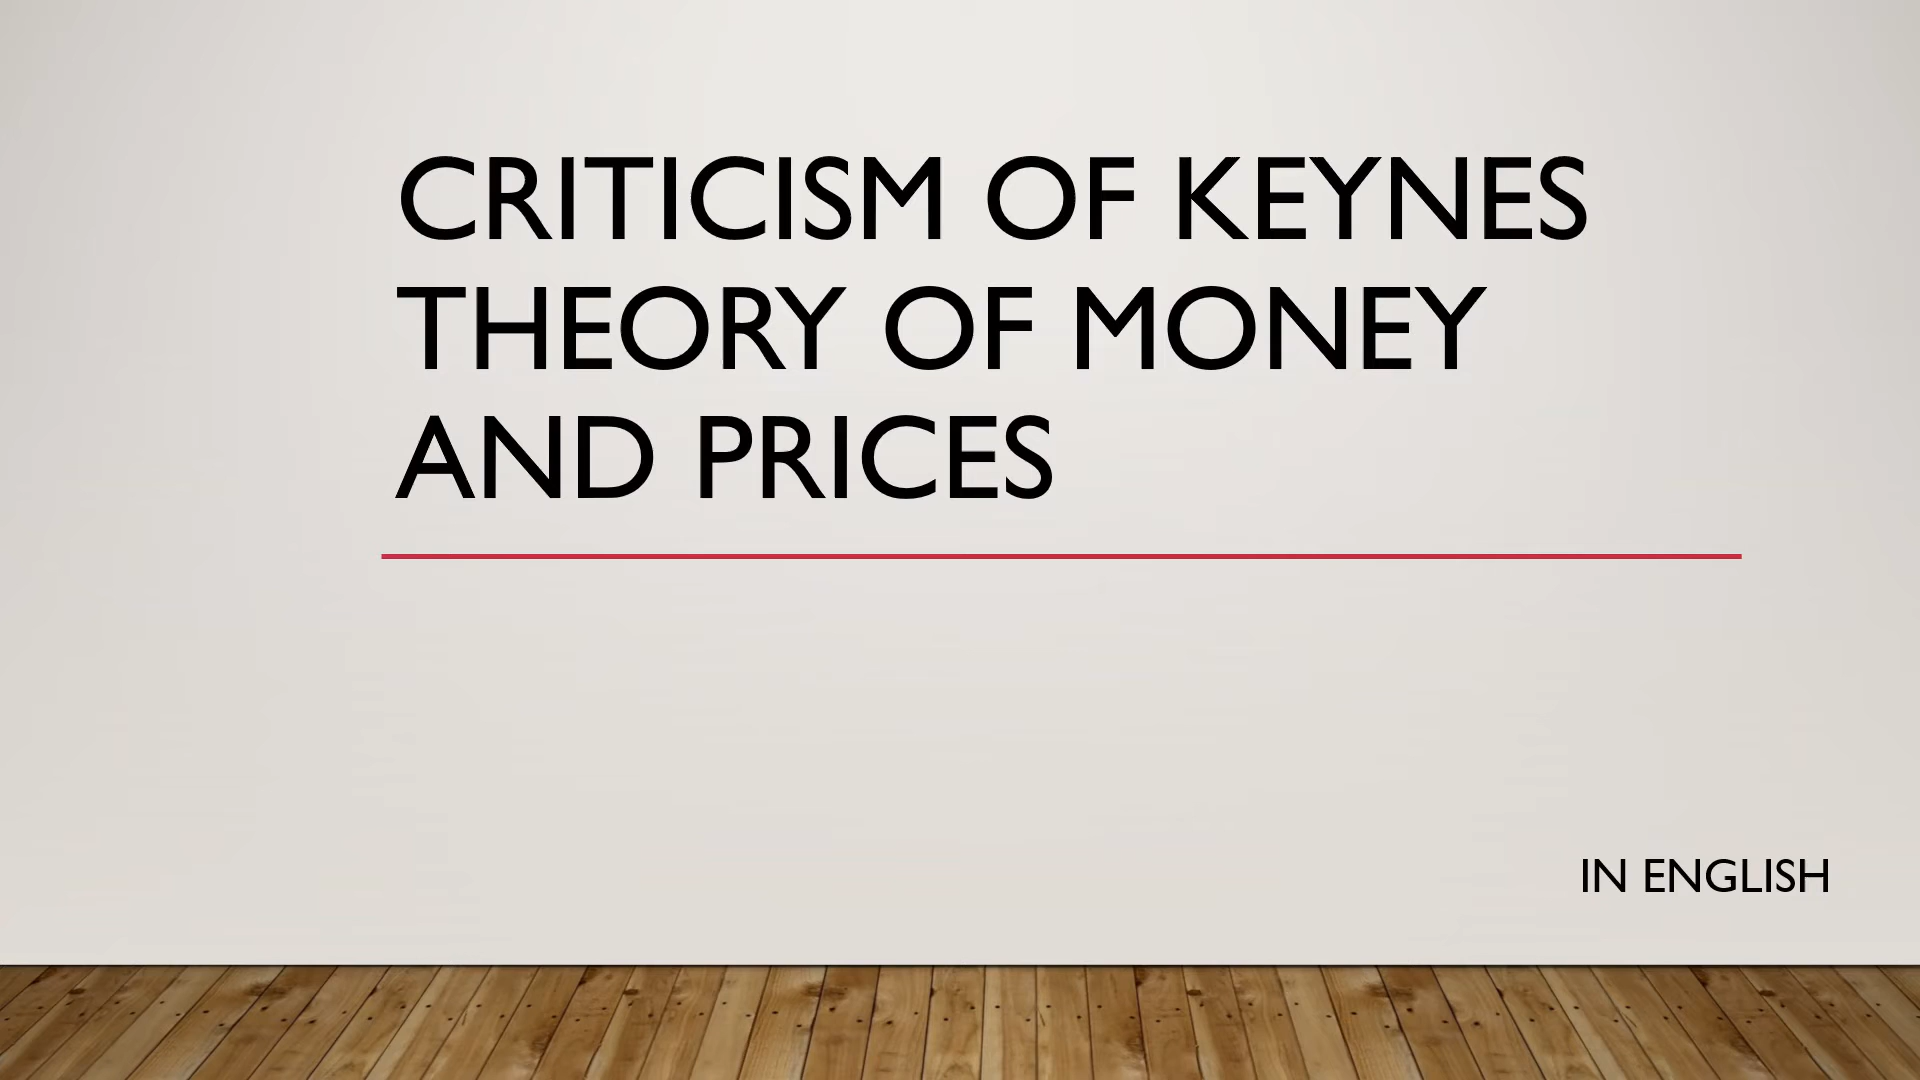 CRITICISM OF KEYNES
THEORY OF MONEY
AND PRICES
IN ENGLISH